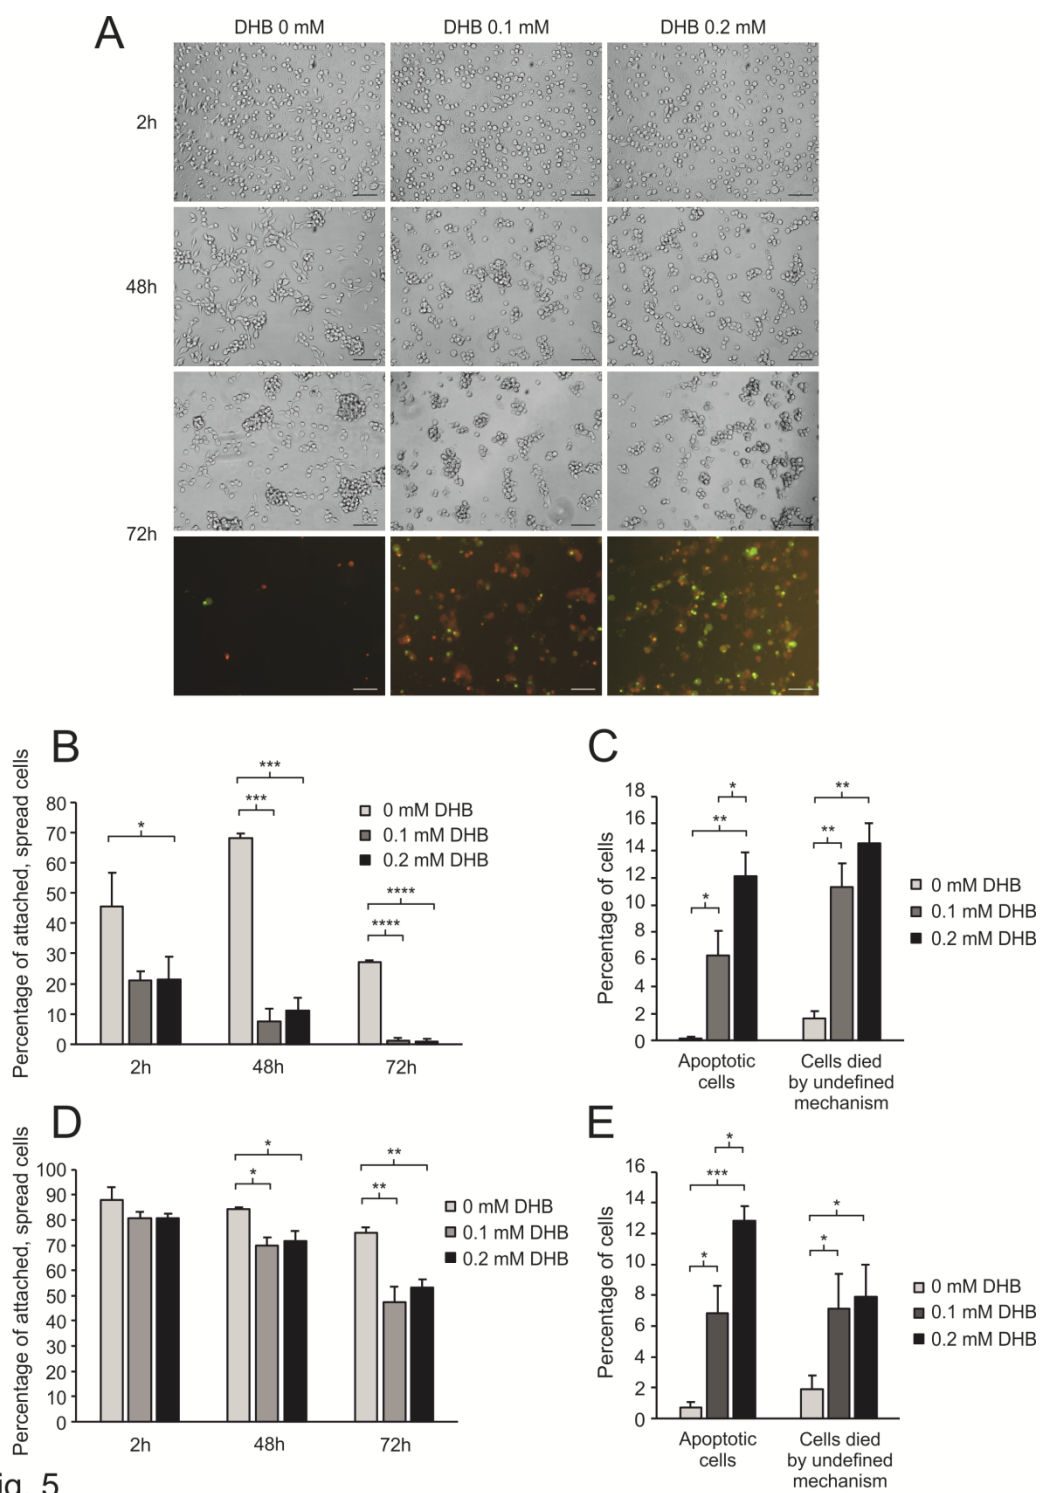 A
DHB 0 mM
DHB 0.1 mM
DHB 0.2 mM
2h
48h
72h
B
Percentage of attached, spread cells
80
70
60
50
40
30
20
10
0
*
***
***
****
****
0 mM DHB
0.1 mM DHB
0.2 mM DHB
2h
48h
72h
C
Percentage of cells
18
16
14
12
10
8
6
4
2
0
*
**
*
**
**
0 mM DHB
0.1 mM DHB
0.2 mM DHB
Apoptotic
cells
Cells died
by undefined
mechanism
D
Percentage of attached, spread cells
100
90
80
70
60
50
40
30
20
10
0
*
*
**
**
0 mM DHB
0.1 mM DHB
0.2 mM DHB
2h
48h
72h
E
Percentage of cells
16
14
12
10
8
6
4
2
0
*
***
*
*
*
0 mM DHB
0.1 mM DHB
0.2 mM DHB
Apoptotic
cells
Cells died
by undefined
mechanism
ig. 5